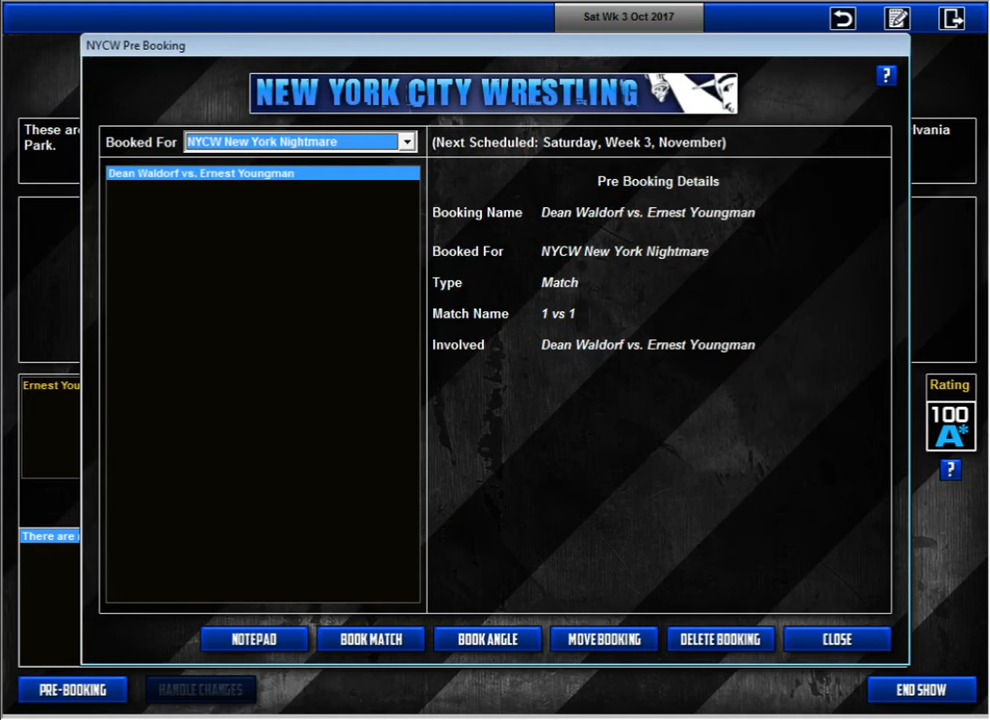 Sat Wk 3 Oct 2017
NYCW Pre Booking
NEW YORK CITY WRESTLING
?
These are
Park.
lvania
Booked For NYCW New York Nightmare
(Next Scheduled: Saturday, Week 3, November)
Dean Waldorf vs. Ernest Youngman
Pre Booking Details
Booking Name Dean Waldorf vs. Ernest Youngman
Booked For NYCW New York Nightmare
Type Match
Match Name 1 vs 1
Involved Dean Waldorf vs. Ernest Youngman
Ernest You
Rating
100
A*
?
There are
NOTEPAD BOOK MATCH BOOK ANGLE MOVE BOOKING DELETE BOOKING CLOSE
PRE-BOOKING HANDLE CHANGES END SHOW